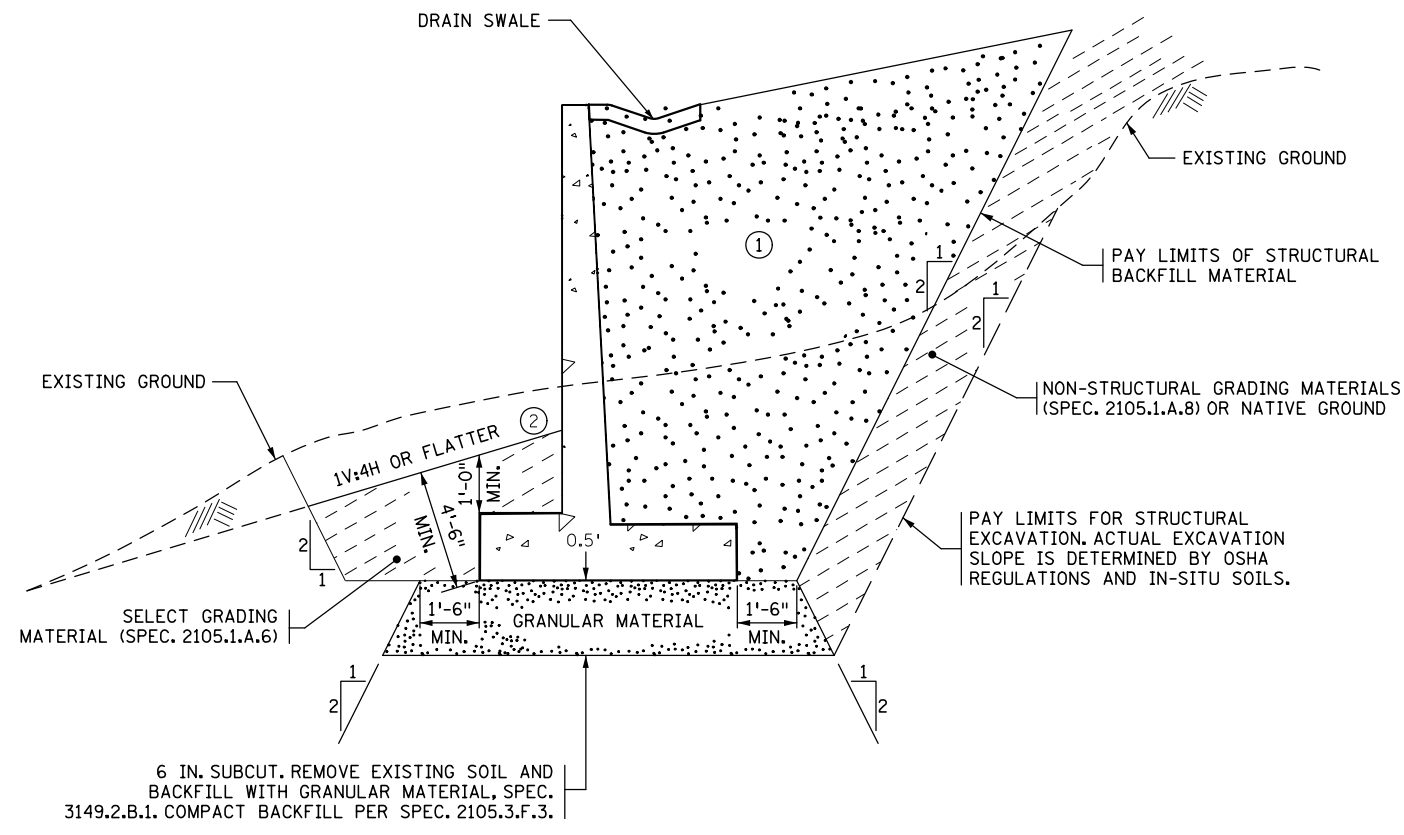 DRAIN SWALE
EXISTING GROUND
1
PAY LIMITS OF STRUCTURAL
BACKFILL MATERIAL
1
2
1
2
EXISTING GROUND
2
1V:4H OR FLATTER
NON-STRUCTURAL GRADING MATERIALS
(SPEC. 2105.1.A.8) OR NATIVE GROUND
1'-0"
MIN.
4'-6"
MIN.
0.5'
PAY LIMITS FOR STRUCTURAL
EXCAVATION. ACTUAL EXCAVATION
SLOPE IS DETERMINED BY OSHA
REGULATIONS AND IN-SITU SOILS.
2
1
SELECT GRADING
MATERIAL (SPEC. 2105.1.A.6)
1'-6"
MIN.
GRANULAR MATERIAL
1'-6"
MIN.
1
2
1
2
6 IN. SUBCUT. REMOVE EXISTING SOIL AND
BACKFILL WITH GRANULAR MATERIAL, SPEC.
3149.2.B.1. COMPACT BACKFILL PER SPEC. 2105.3.F.3.